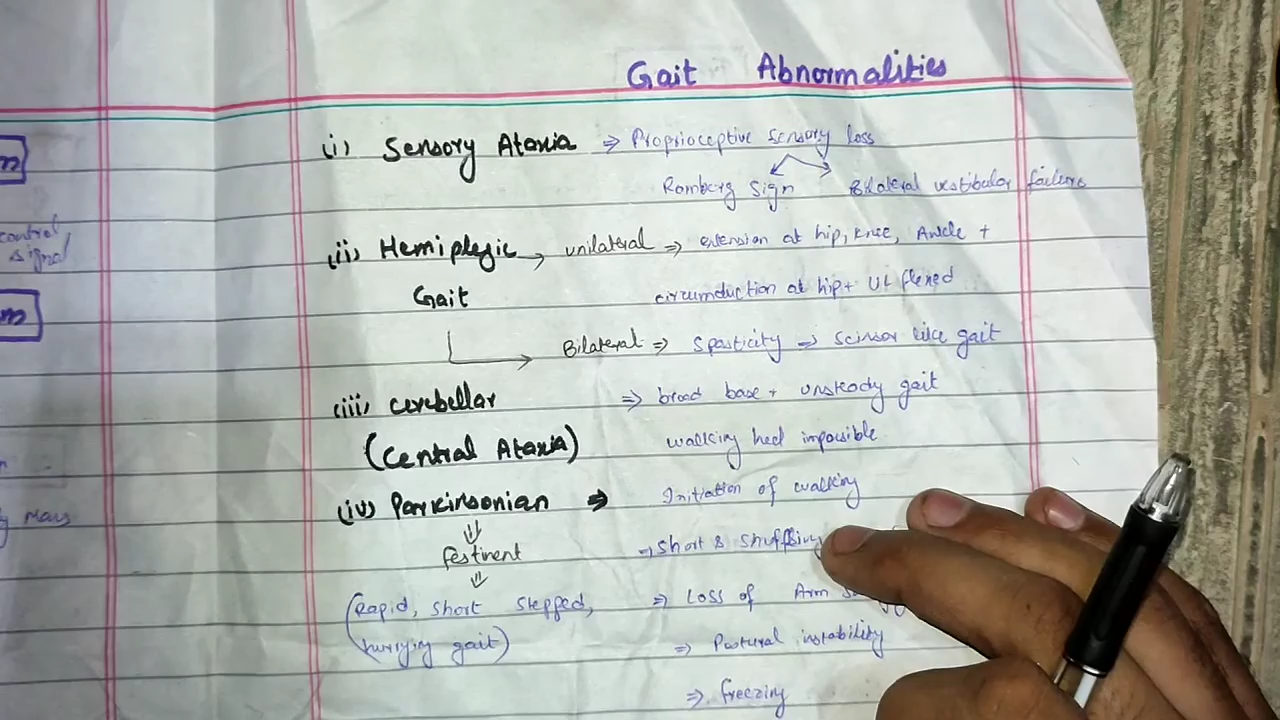 Gait Abnormalities
(i) Sensory Ataxia ⇒ Proprioceptive sensory loss
Romberg sign Bilateral vestibular failure
control
signal
(ii) Hemiplegic → unilateral ⇒ extension at hip, knee, Ankle +
Gait circumduction at hip + UL flexed
Bilateral ⇒ Spasticity ⇒ scissor like gait
(iii) cerebellar ⇒ broad base + unsteady gait
(Central Ataxia) walking heel impossible
(iv) Parkinsonian ⇒ Initiation of walking
festinent ⇒ short & shuffling
(Rapid, short stepped, ⇒ Loss of Arm
hurrying gait) ⇒ Postural instability
⇒ freezing